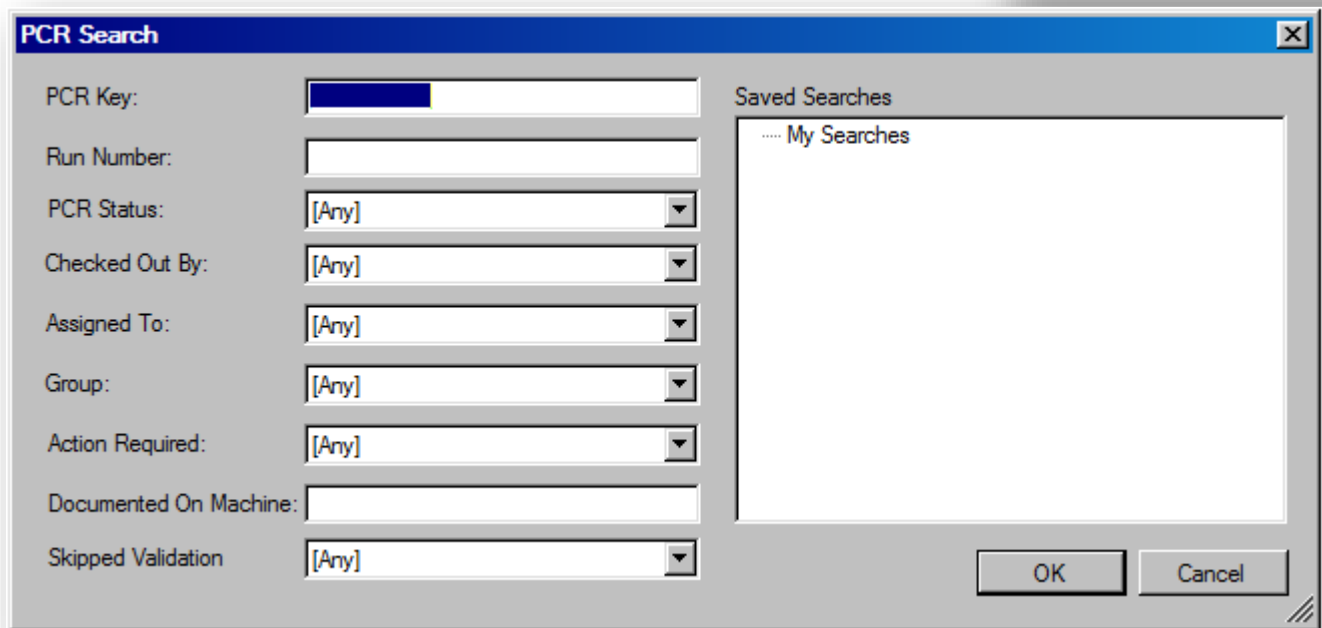 PCR Search
PCR Key:
Run Number:
PCR Status: [Any]
Checked Out By: [Any]
Assigned To: [Any]
Group: [Any]
Action Required: [Any]
Documented On Machine:
Skipped Validation [Any]
Saved Searches
My Searches
OK Cancel